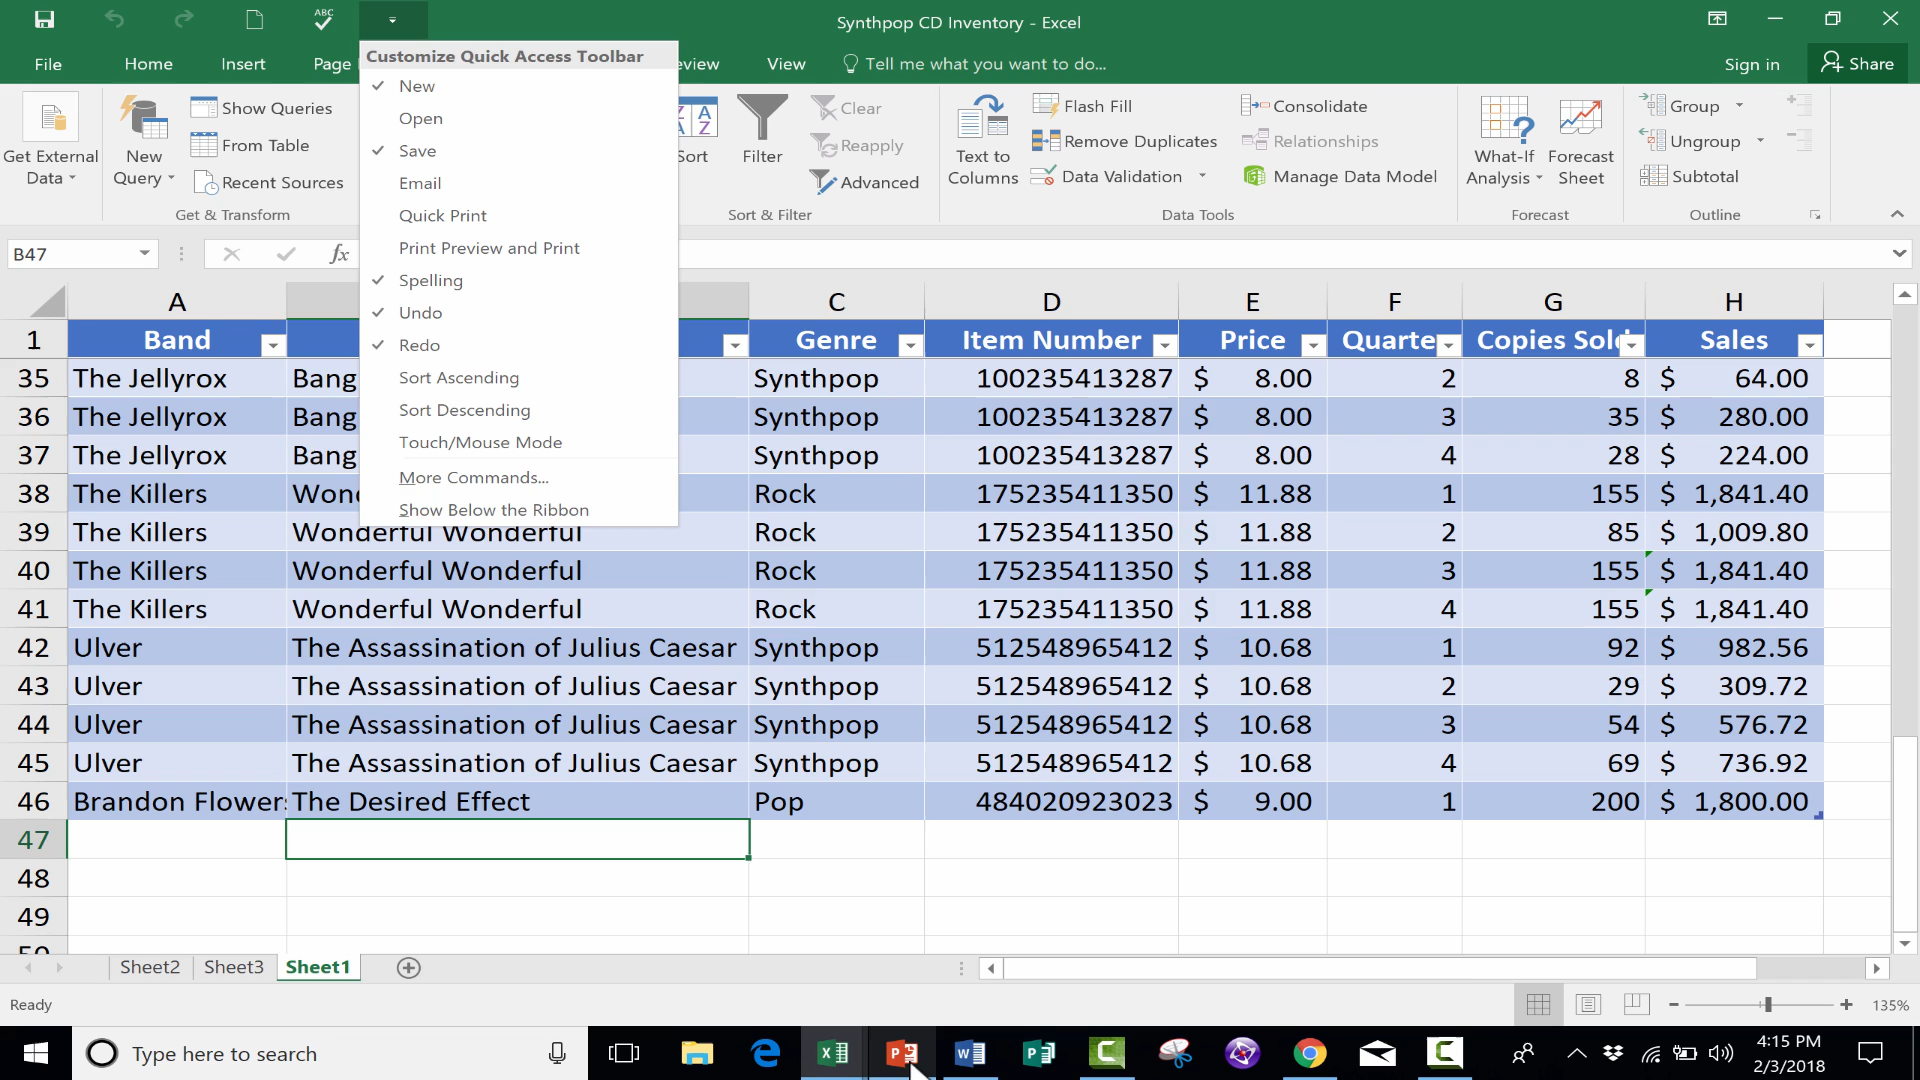 ABC
Synthpop CD Inventory - Excel
File
Home
Insert
Page
eview
View
Tell me what you want to do...
Sign in
Share
Customize Quick Access Toolbar
New
Open
Save
Email
Quick Print
Print Preview and Print
Spelling
Undo
Redo
Sort Ascending
Sort Descending
Touch/Mouse Mode
More Commands...
Show Below the Ribbon
Get External Data
New Query
Show Queries
From Table
Recent Sources
Get & Transform
Sort
Filter
Clear
Reapply
Advanced
Sort & Filter
Text to Columns
Flash Fill
Remove Duplicates
Data Validation
Consolidate
Relationships
Manage Data Model
Data Tools
What-If Analysis
Forecast Sheet
Forecast
Group
Ungroup
Subtotal
Outline
B47
fx
A C D E F G H
1 Band Genre Item Number Price Quarte Copies Sol Sales
35 The Jellyrox Bang Synthpop 100235413287 $ 8.00 2 8 $ 64.00
36 The Jellyrox Bang Synthpop 100235413287 $ 8.00 3 35 $ 280.00
37 The Jellyrox Bang Synthpop 100235413287 $ 8.00 4 28 $ 224.00
38 The Killers Won Rock 175235411350 $ 11.88 1 155 $ 1,841.40
39 The Killers Wonderful Wonderful Rock 175235411350 $ 11.88 2 85 $ 1,009.80
40 The Killers Wonderful Wonderful Rock 175235411350 $ 11.88 3 155 $ 1,841.40
41 The Killers Wonderful Wonderful Rock 175235411350 $ 11.88 4 155 $ 1,841.40
42 Ulver The Assassination of Julius Caesar Synthpop 512548965412 $ 10.68 1 92 $ 982.56
43 Ulver The Assassination of Julius Caesar Synthpop 512548965412 $ 10.68 2 29 $ 309.72
44 Ulver The Assassination of Julius Caesar Synthpop 512548965412 $ 10.68 3 54 $ 576.72
45 Ulver The Assassination of Julius Caesar Synthpop 512548965412 $ 10.68 4 69 $ 736.92
46 Brandon Flowers The Desired Effect Pop 484020923023 $ 9.00 1 200 $ 1,800.00
47
48
49
50
Sheet2 Sheet3 Sheet1
Ready
135%
Type here to search
4:15 PM
2/3/2018